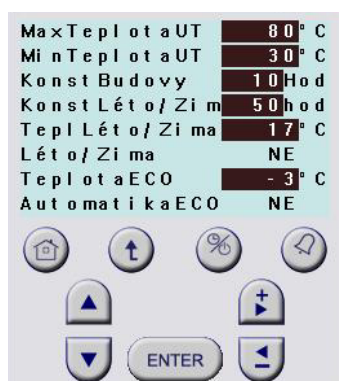 MaxTeplotaUT 80°C
MinTeplotaUT 30°C
KonstBudovy 10Hod
KonstLéto/Zim 50hod
TeplLéto/Zima 17°C
Léto/Zima NE
TeplotaECO -3°C
AutomatikaECO NE
ENTER